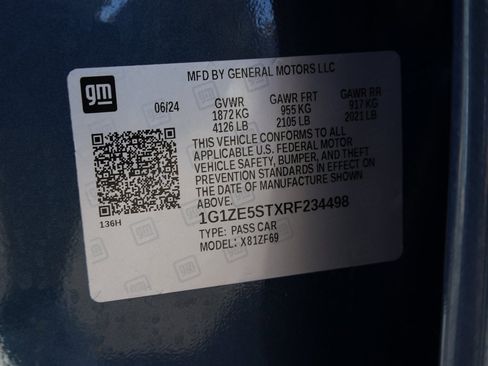 MFD BY GENERAL MOTORS LLC
gm
06/24 GVWR GAWR FRT GAWR RR
1872 KG 955 KG 917 KG
4126 LB 2105 LB 2021 LB
THIS VEHICLE CONFORMS TO ALL
APPLICABLE U.S. FEDERAL MOTOR
VEHICLE SAFETY, BUMPER, AND THEFT
PREVENTION STANDARDS IN EFFECT ON
THE DATE OF MANUFACTURE SHOWN
ABOVE.
136H
1G1ZE5STXRF234498
TYPE: PASS CAR
MODEL: X81ZF69